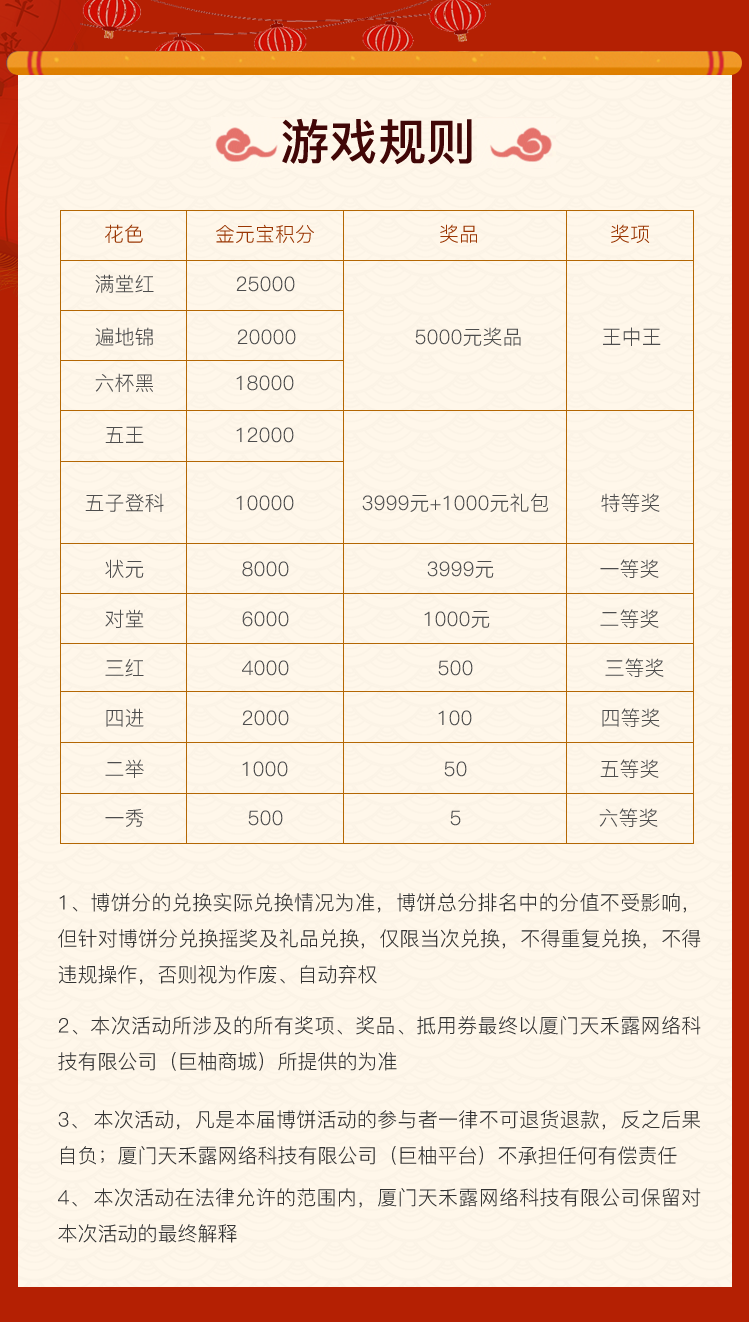 游戏规则
花色 金元宝积分 奖品 奖项
满堂红 25000
遍地锦 20000 5000元奖品 王中王
六杯黑 18000
五王 12000
五子登科 10000 3999元+1000元礼包 特等奖
状元 8000 3999元 一等奖
对堂 6000 1000元 二等奖
三红 4000 500 三等奖
四进 2000 100 四等奖
二举 1000 50 五等奖
一秀 500 5 六等奖
1、博饼分的兑换实际兑换情况为准，博饼总分排名中的分值不受影响，
但针对博饼分兑换摇奖及礼品兑换，仅限当次兑换，不得重复兑换，不得
违规操作，否则视为作废、自动弃权
2、本次活动所涉及的所有奖项、奖品、抵用券最终以厦门天禾露网络科
技有限公司（巨柚商城）所提供的为准
3、本次活动，凡是本届博饼活动的参与者一律不可退货退款，反之后果
自负；厦门天禾露网络科技有限公司（巨柚平台）不承担任何有偿责任
4、本次活动在法律允许的范围内，厦门天禾露网络科技有限公司保留对
本次活动的最终解释